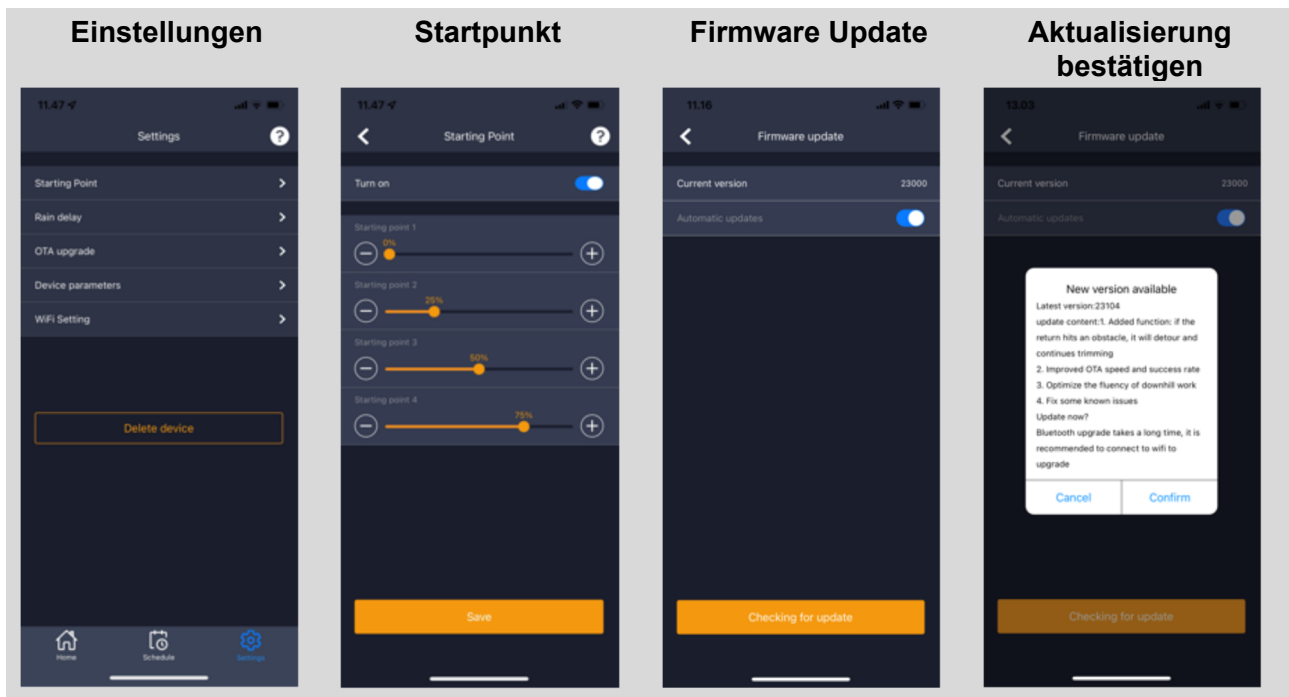 Einstellungen
11.47
Settings
?
Starting Point
Rain delay
OTA upgrade
Device parameters
WiFi Setting
Delete device
Home
Schedule
Settings
Startpunkt
11.47
Starting Point
?
Turn on
Starting point 1
0%
Starting point 2
25%
Starting point 3
50%
Starting point 4
75%
Save
Firmware Update
11.16
Firmware update
Current version 23000
Automatic updates
Checking for update
Aktualisierung
bestätigen
13.03
Firmware update
Current version 23000
Automatic updates
New version available
Latest version:23104
update content:1. Added function: if the
return hits an obstacle, it will detour and
continues trimming
2. Improved OTA speed and success rate
3. Optimize the fluency of downhill work
4. Fix some known issues
Update now?
Bluetooth upgrade takes a long time, it is
recommended to connect to wifi to
upgrade
Cancel Confirm
Checking for update